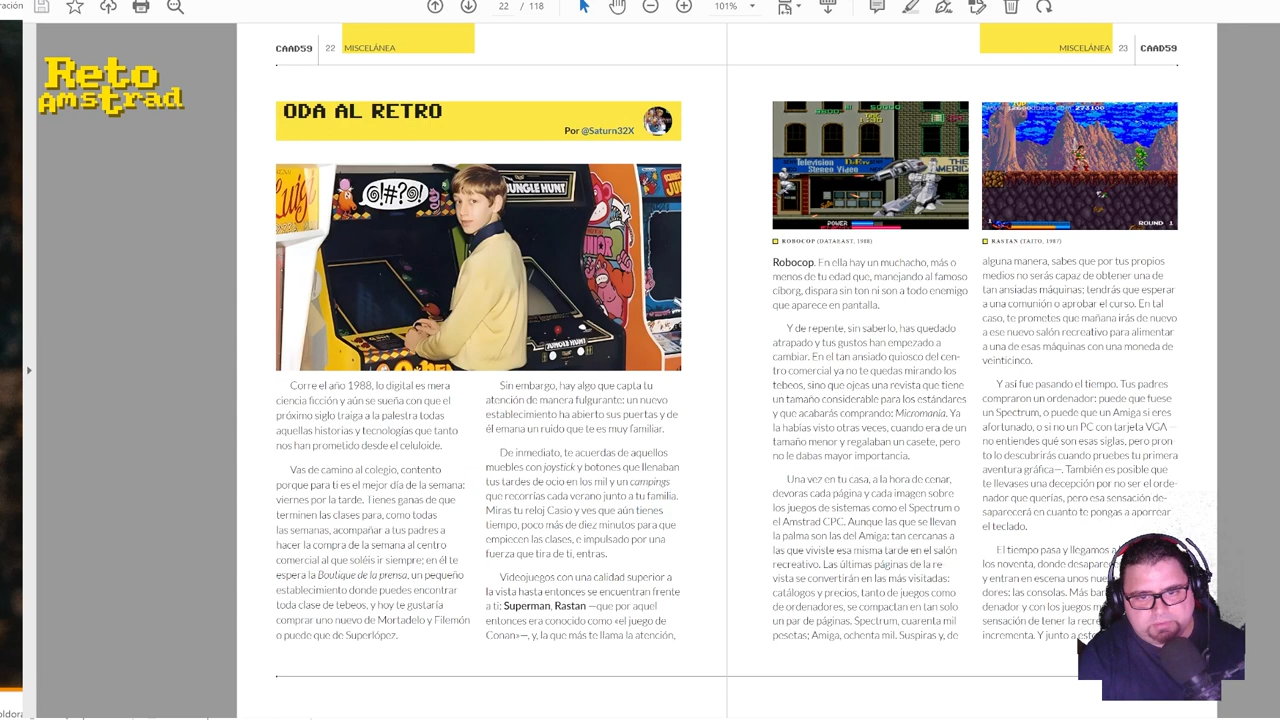 ración
22 / 118
101%
Reto
Amstrad
CAAD59 22 MISCELÁNEA
ODA AL RETRO
Por @Saturn32X
Luigi
@!#?@!
JUNGLE HUNT
JUNIOR
JUNGLE HUNT
Corre el año 1988, lo digital es mera
ciencia ficción y aún se sueña con que el
próximo siglo traiga a la palestra todas
aquellas historias y tecnologías que tanto
nos han prometido desde el celuloide.
Vas de camino al colegio, contento
porque para ti es el mejor día de la semana:
viernes por la tarde. Tienes ganas de que
terminen las clases para, como todas
las semanas, acompañar a tus padres a
hacer la compra de la semana al centro
comercial al que soléis ir siempre; en él te
espera la Boutique de la prensa, un pequeño
establecimiento donde puedes encontrar
toda clase de tebeos, y hoy te gustaría
comprar uno nuevo de Mortadelo y Filemón
o puede que de Superlópez.
Sin embargo, hay algo que capta tu
atención de manera fulgurante: un nuevo
establecimiento ha abierto sus puertas y de
él emana un ruido que te es muy familiar.
De inmediato, te acuerdas de aquellos
muebles con joystick y botones que llenaban
tus tardes de ocio en los mil y un campings
que recorrías cada verano junto a tu familia.
Miras tu reloj Casio y ves que aún tienes
tiempo, poco más de diez minutos para que
empiecen las clases, e impulsado por una
fuerza que tira de ti, entras.
Videojuegos con una calidad superior a
la vista hasta entonces se encuentran frente
a ti: Superman, Rastan —que por aquel
entonces era conocido como «el juego de
Conan»—, y, la que más te llama la atención,
MISCELÁNEA 23 CAAD59
Television
Stereo Video
THE
AMERIC
POWER
ROBOCOP (DATAEAST, 1988)
Robocop. En ella hay un muchacho, más o
menos de tu edad que, manejando al famoso
cíborg, dispara sin ton ni son a todo enemigo
que aparece en pantalla.
Y de repente, sin saberlo, has quedado
atrapado y tus gustos han empezado a
cambiar. En el tan ansiado quiosco del cen-
tro comercial ya no te quedas mirando los
tebeos, sino que ojeas una revista que tiene
un tamaño considerable para los estándares
y que acabarás comprando: Micromanía. Ya
la habías visto otras veces, cuando era de un
tamaño menor y regalaban un casete, pero
no le dabas mayor importancia.
Una vez en tu casa, a la hora de cenar,
devoras cada página y cada imagen sobre
los juegos de sistemas como el Spectrum o
el Amstrad CPC. Aunque las que se llevan
la palma son las del Amiga: tan cercanas a
las que viviste esa misma tarde en el salón
recreativo. Las últimas páginas de la re
vista se convertirán en las más visitadas:
catálogos y precios, tanto de juegos como
de ordenadores, se compactan en tan solo
un par de páginas. Spectrum, cuarenta mil
pesetas; Amiga, ochenta mil. Suspiras y, de
273100
1 ROUND 1
RASTAN (TAITO, 1987)
alguna manera, sabes que por tus propios
medios no serás capaz de obtener una de
tan ansiadas máquinas; tendrás que esperar
a una comunión o aprobar el curso. En tal
caso, te prometes que mañana irás de nuevo
a ese nuevo salón recreativo para alimentar
a una de esas máquinas con una moneda de
veinticinco.
Y así fue pasando el tiempo. Tus padres
compraron un ordenador: puede que fuese
un Spectrum, o puede que un Amiga si eres
afortunado, o si no un PC con tarjeta VGA —
no entiendes qué son esas siglas, pero pron
to lo descubrirás cuando pruebes tu primera
aventura gráfica—. También es posible que
te llevases una decepción por no ser el orde-
nador que querías, pero esa sensación de-
saparecerá en cuanto te pongas a aporrear
el teclado.
El tiempo pasa y llegamos a
los noventa, donde desapare
y entran en escena unos nue
dores: las consolas. Más bar
denador y con los juegos m
sensación de tener la recre
incrementa. Y junto a esto